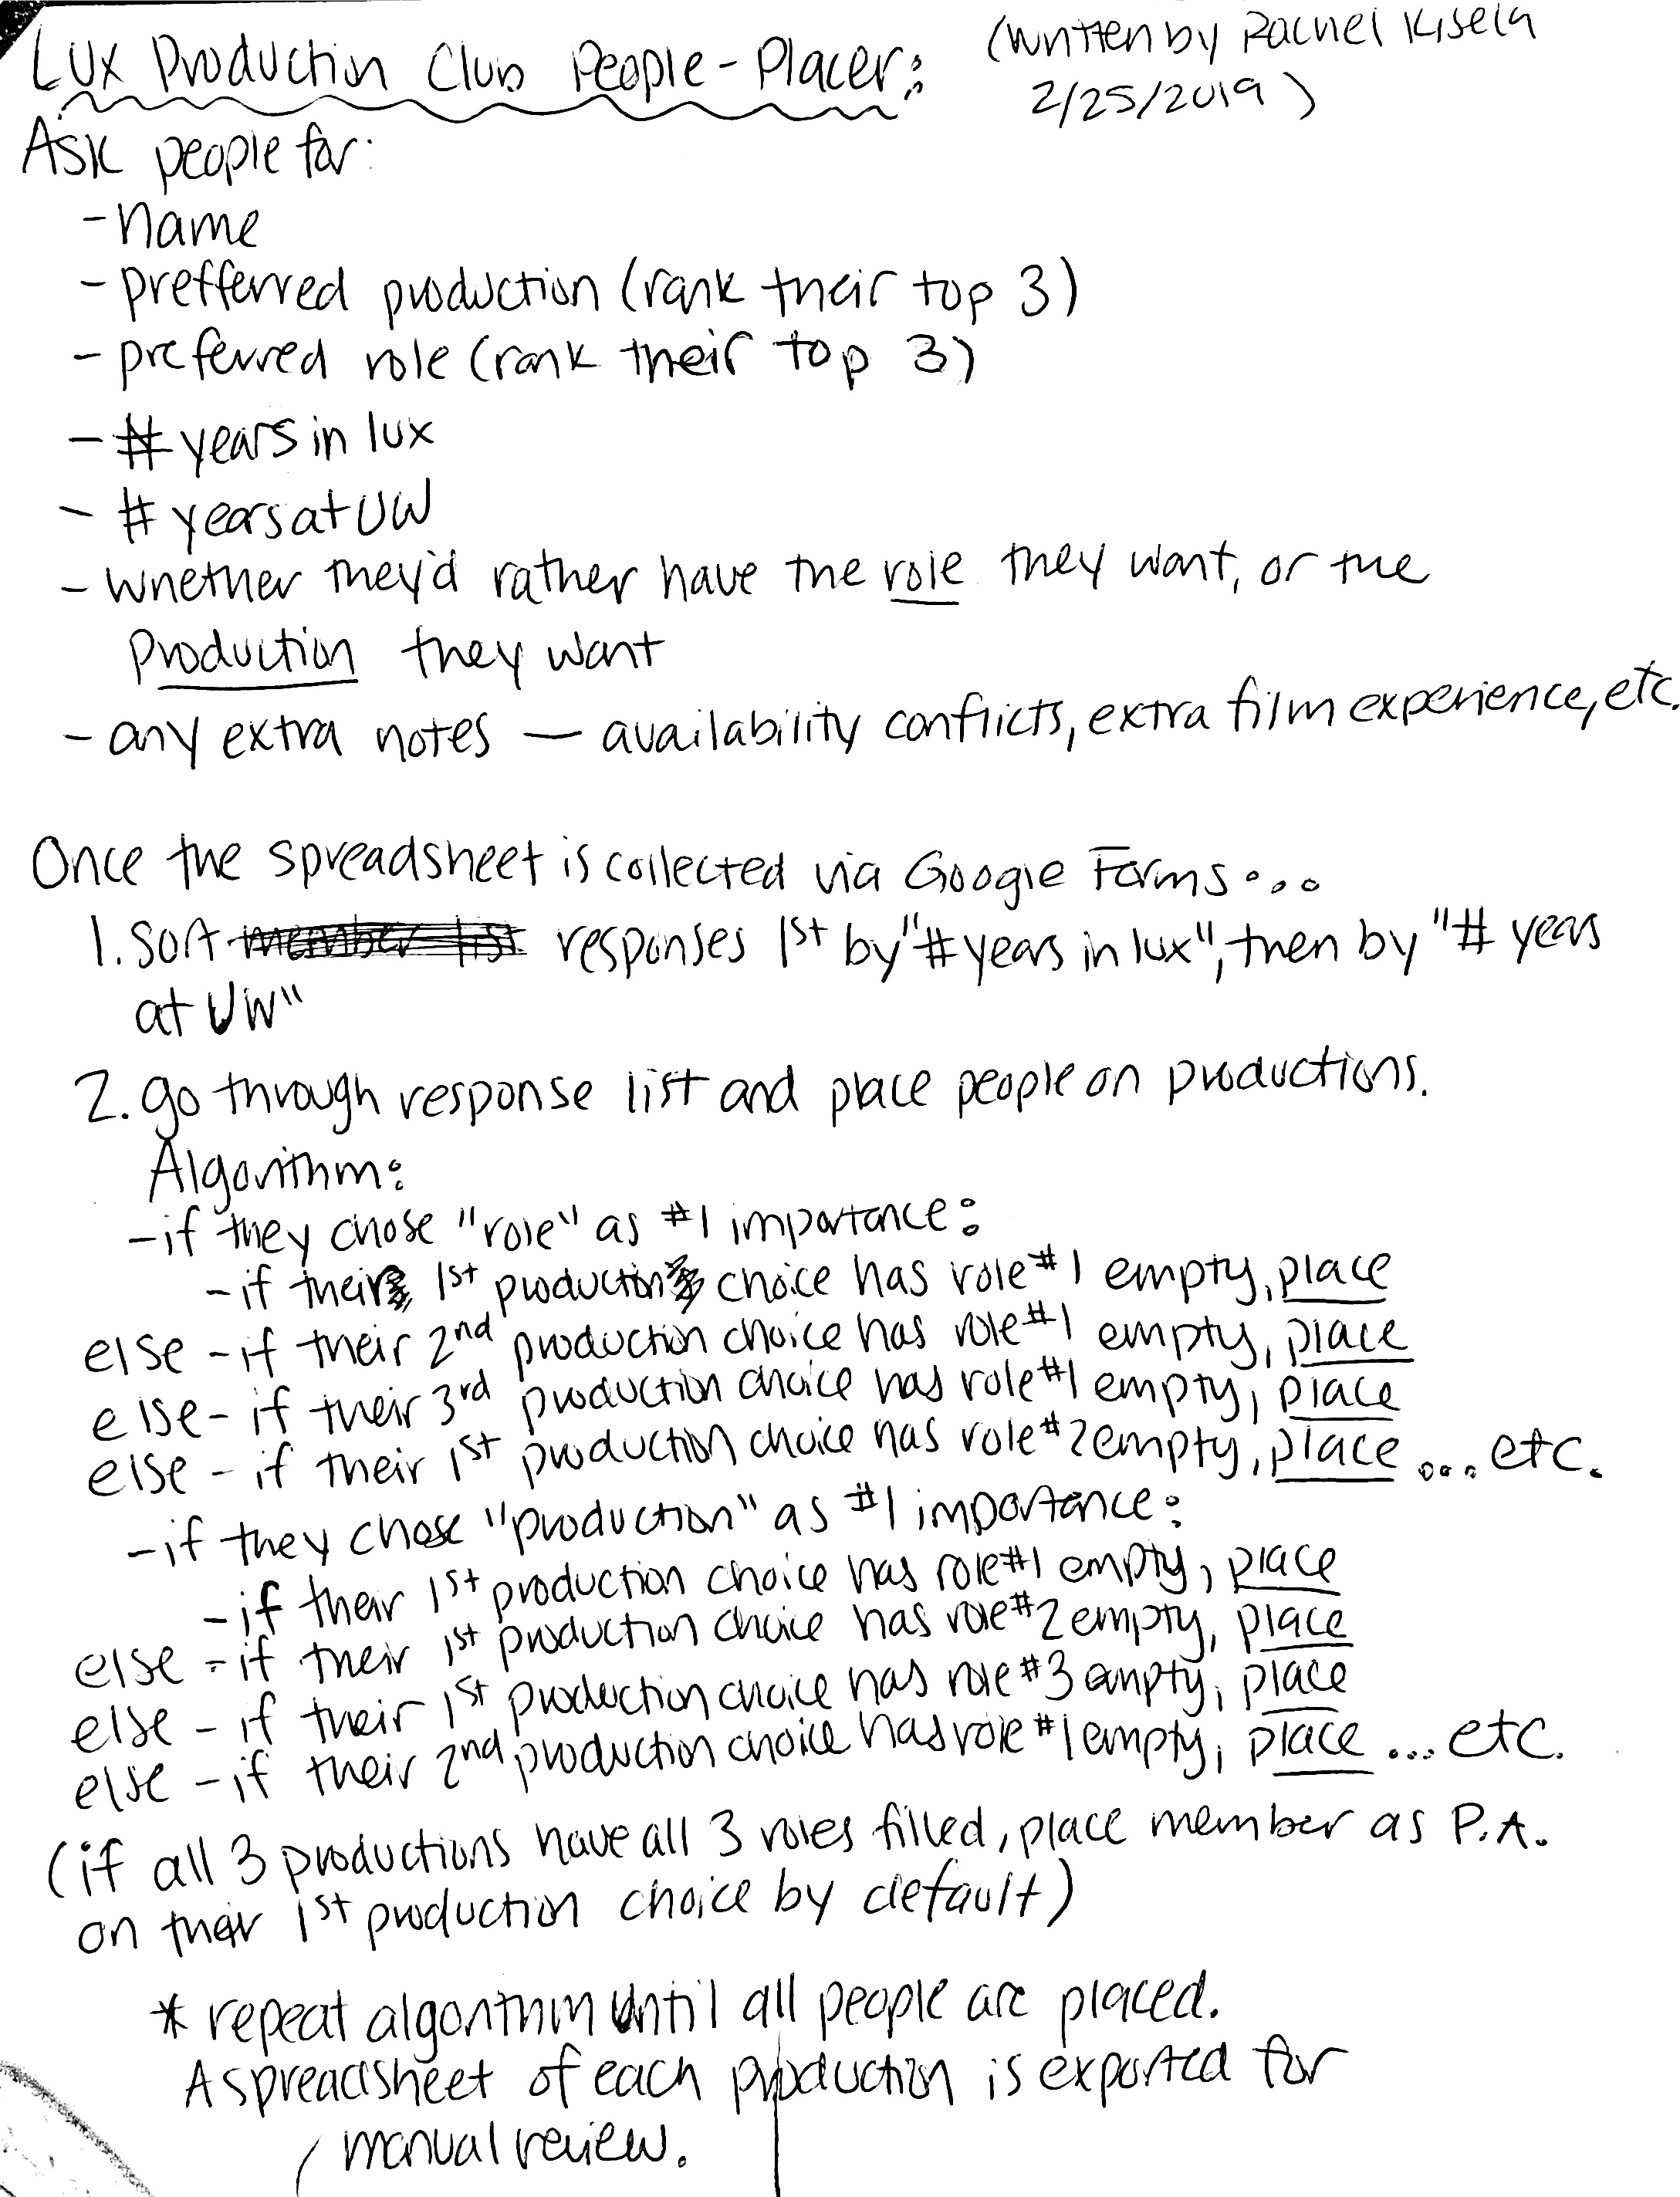 Lux Production Club People-Placer:
(written by Rachel Kisela
2/25/2019)
Ask people for:
- name
- prefferred production (rank their top 3)
- preferred role (rank their top 3)
- # years in lux
- # years at UW
- whether they'd rather have the role they want, or the
production they want
- any extra notes — availability conflicts, extra film experience, etc.
Once the spreadsheet is collected via Google Forms...
1. Sort member list responses 1st by "# years in lux", then by "# years
at UW"
2. go through response list and place people on productions.
Algorithm:
- if they chose "role" as #1 importance:
- if their 1st production choice has role #1 empty, place
else - if their 2nd production choice has role #1 empty, place
else - if their 3rd production choice has role #1 empty, place
else - if their 1st production choice has role #2 empty, place ... etc.
- if they chose "production" as #1 importance:
- if their 1st production choice has role #1 empty, place
else - if their 1st production choice has role #2 empty, place
else - if their 1st production choice has role #3 empty, place
else - if their 2nd production choice has role #1 empty, place ... etc.
(if all 3 productions have all 3 roles filled, place member as P.A.
on their 1st production choice by default)
* repeat algorithm until all people are placed.
A spreadsheet of each production is exported for
manual review.